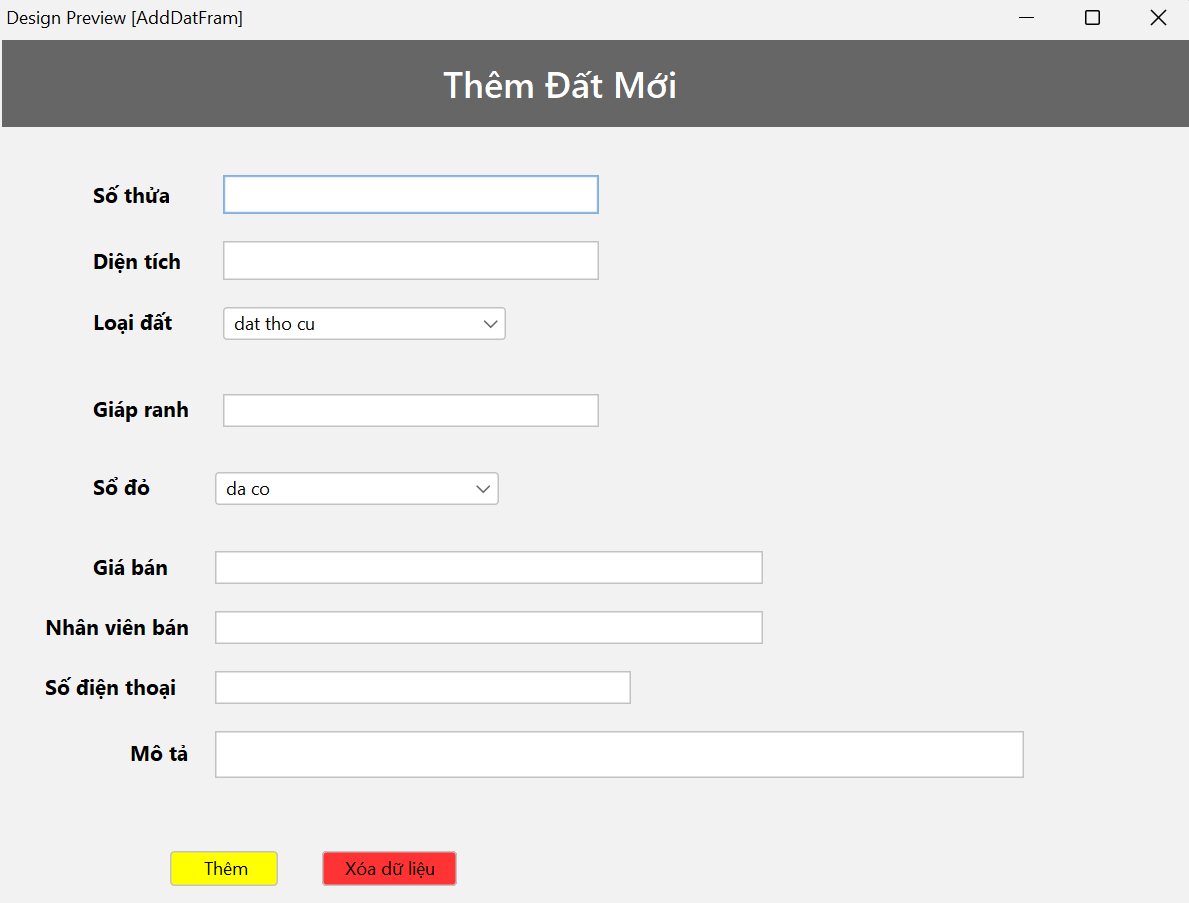 Design Preview [AddDatFram]
Thêm Đất Mới
Số thửa
Diện tích
Loại đất dat tho cu
Giáp ranh
Sổ đỏ da co
Giá bán
Nhân viên bán
Số điện thoại
Mô tả
Thêm Xóa dữ liệu